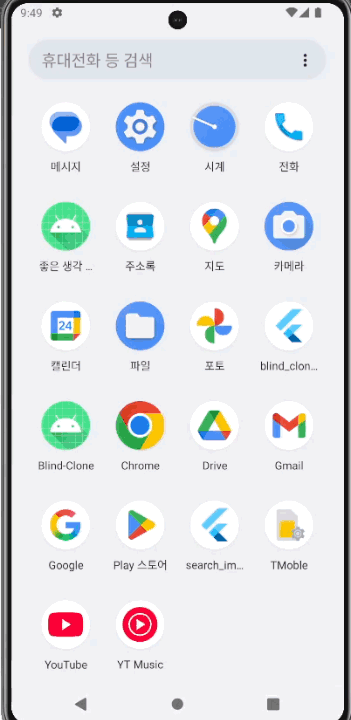 9:49
휴대전화 등 검색
메시지 설정 시계 전화
좋은 생각 ... 주소록 지도 카메라
24
캘린더 파일 포토 blind_clon...
Blind-Clone Chrome Drive Gmail
Google Play 스토어 search_im... TMoble
YouTube YT Music